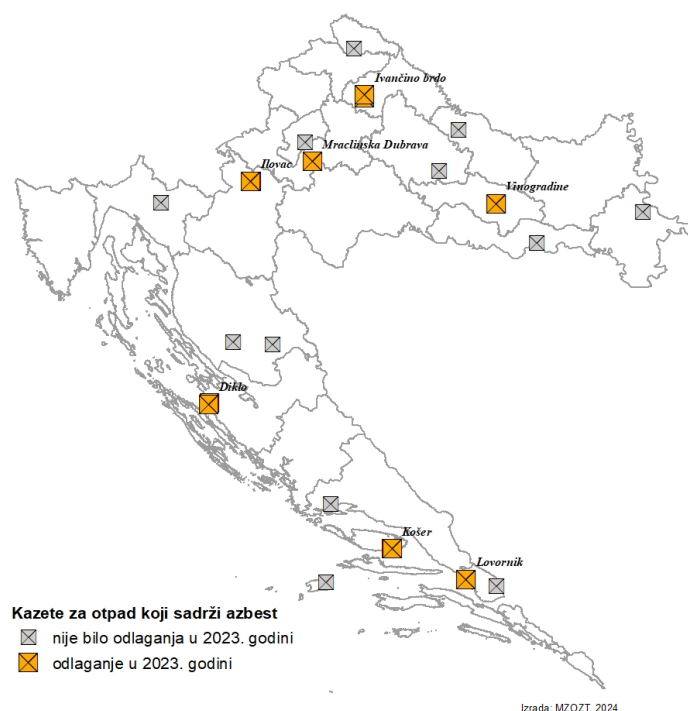 Ivančino brdo
Mraclinska Dubrava
Ilovac
Vinogradine
Diklo
Košer
Lovornik
Kazete za otpad koji sadrži azbest
nije bilo odlaganja u 2023. godini
odlaganje u 2023. godini
Izrada: MZOZT, 2024